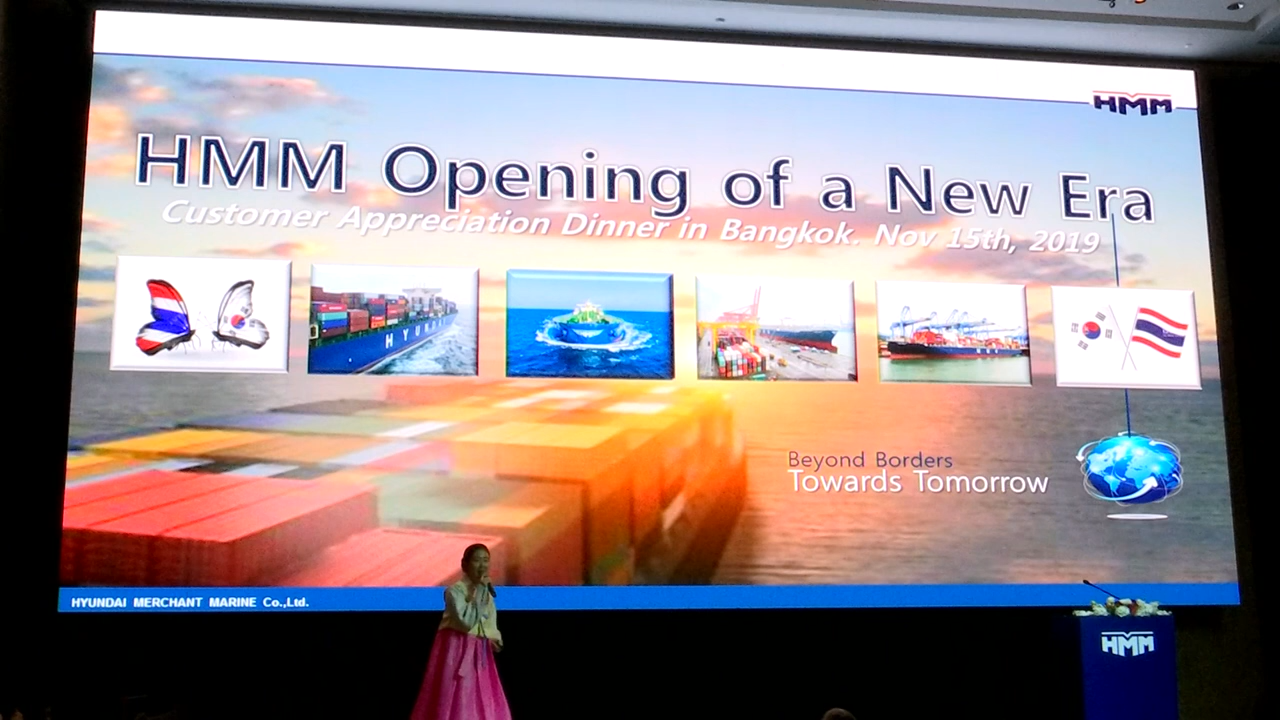 HMM
HMM Opening of a New Era
Customer Appreciation Dinner in Bangkok. Nov 15th, 2019
Beyond Borders
Towards Tomorrow
HYUNDAI MERCHANT MARINE Co.,Ltd.
HMM